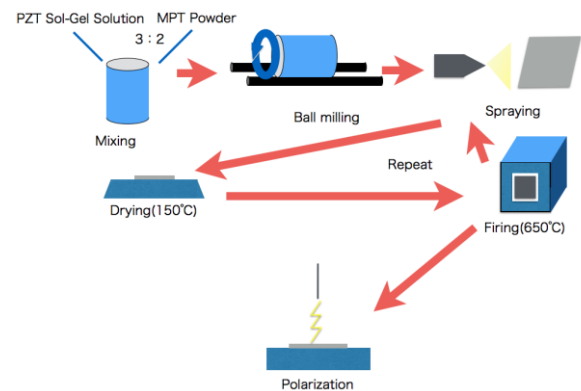 PZT Sol-Gel Solution MPT Powder
3 : 2
Mixing
Ball milling
Spraying
Repeat
Drying(150℃)
Firing(650℃)
Polarization